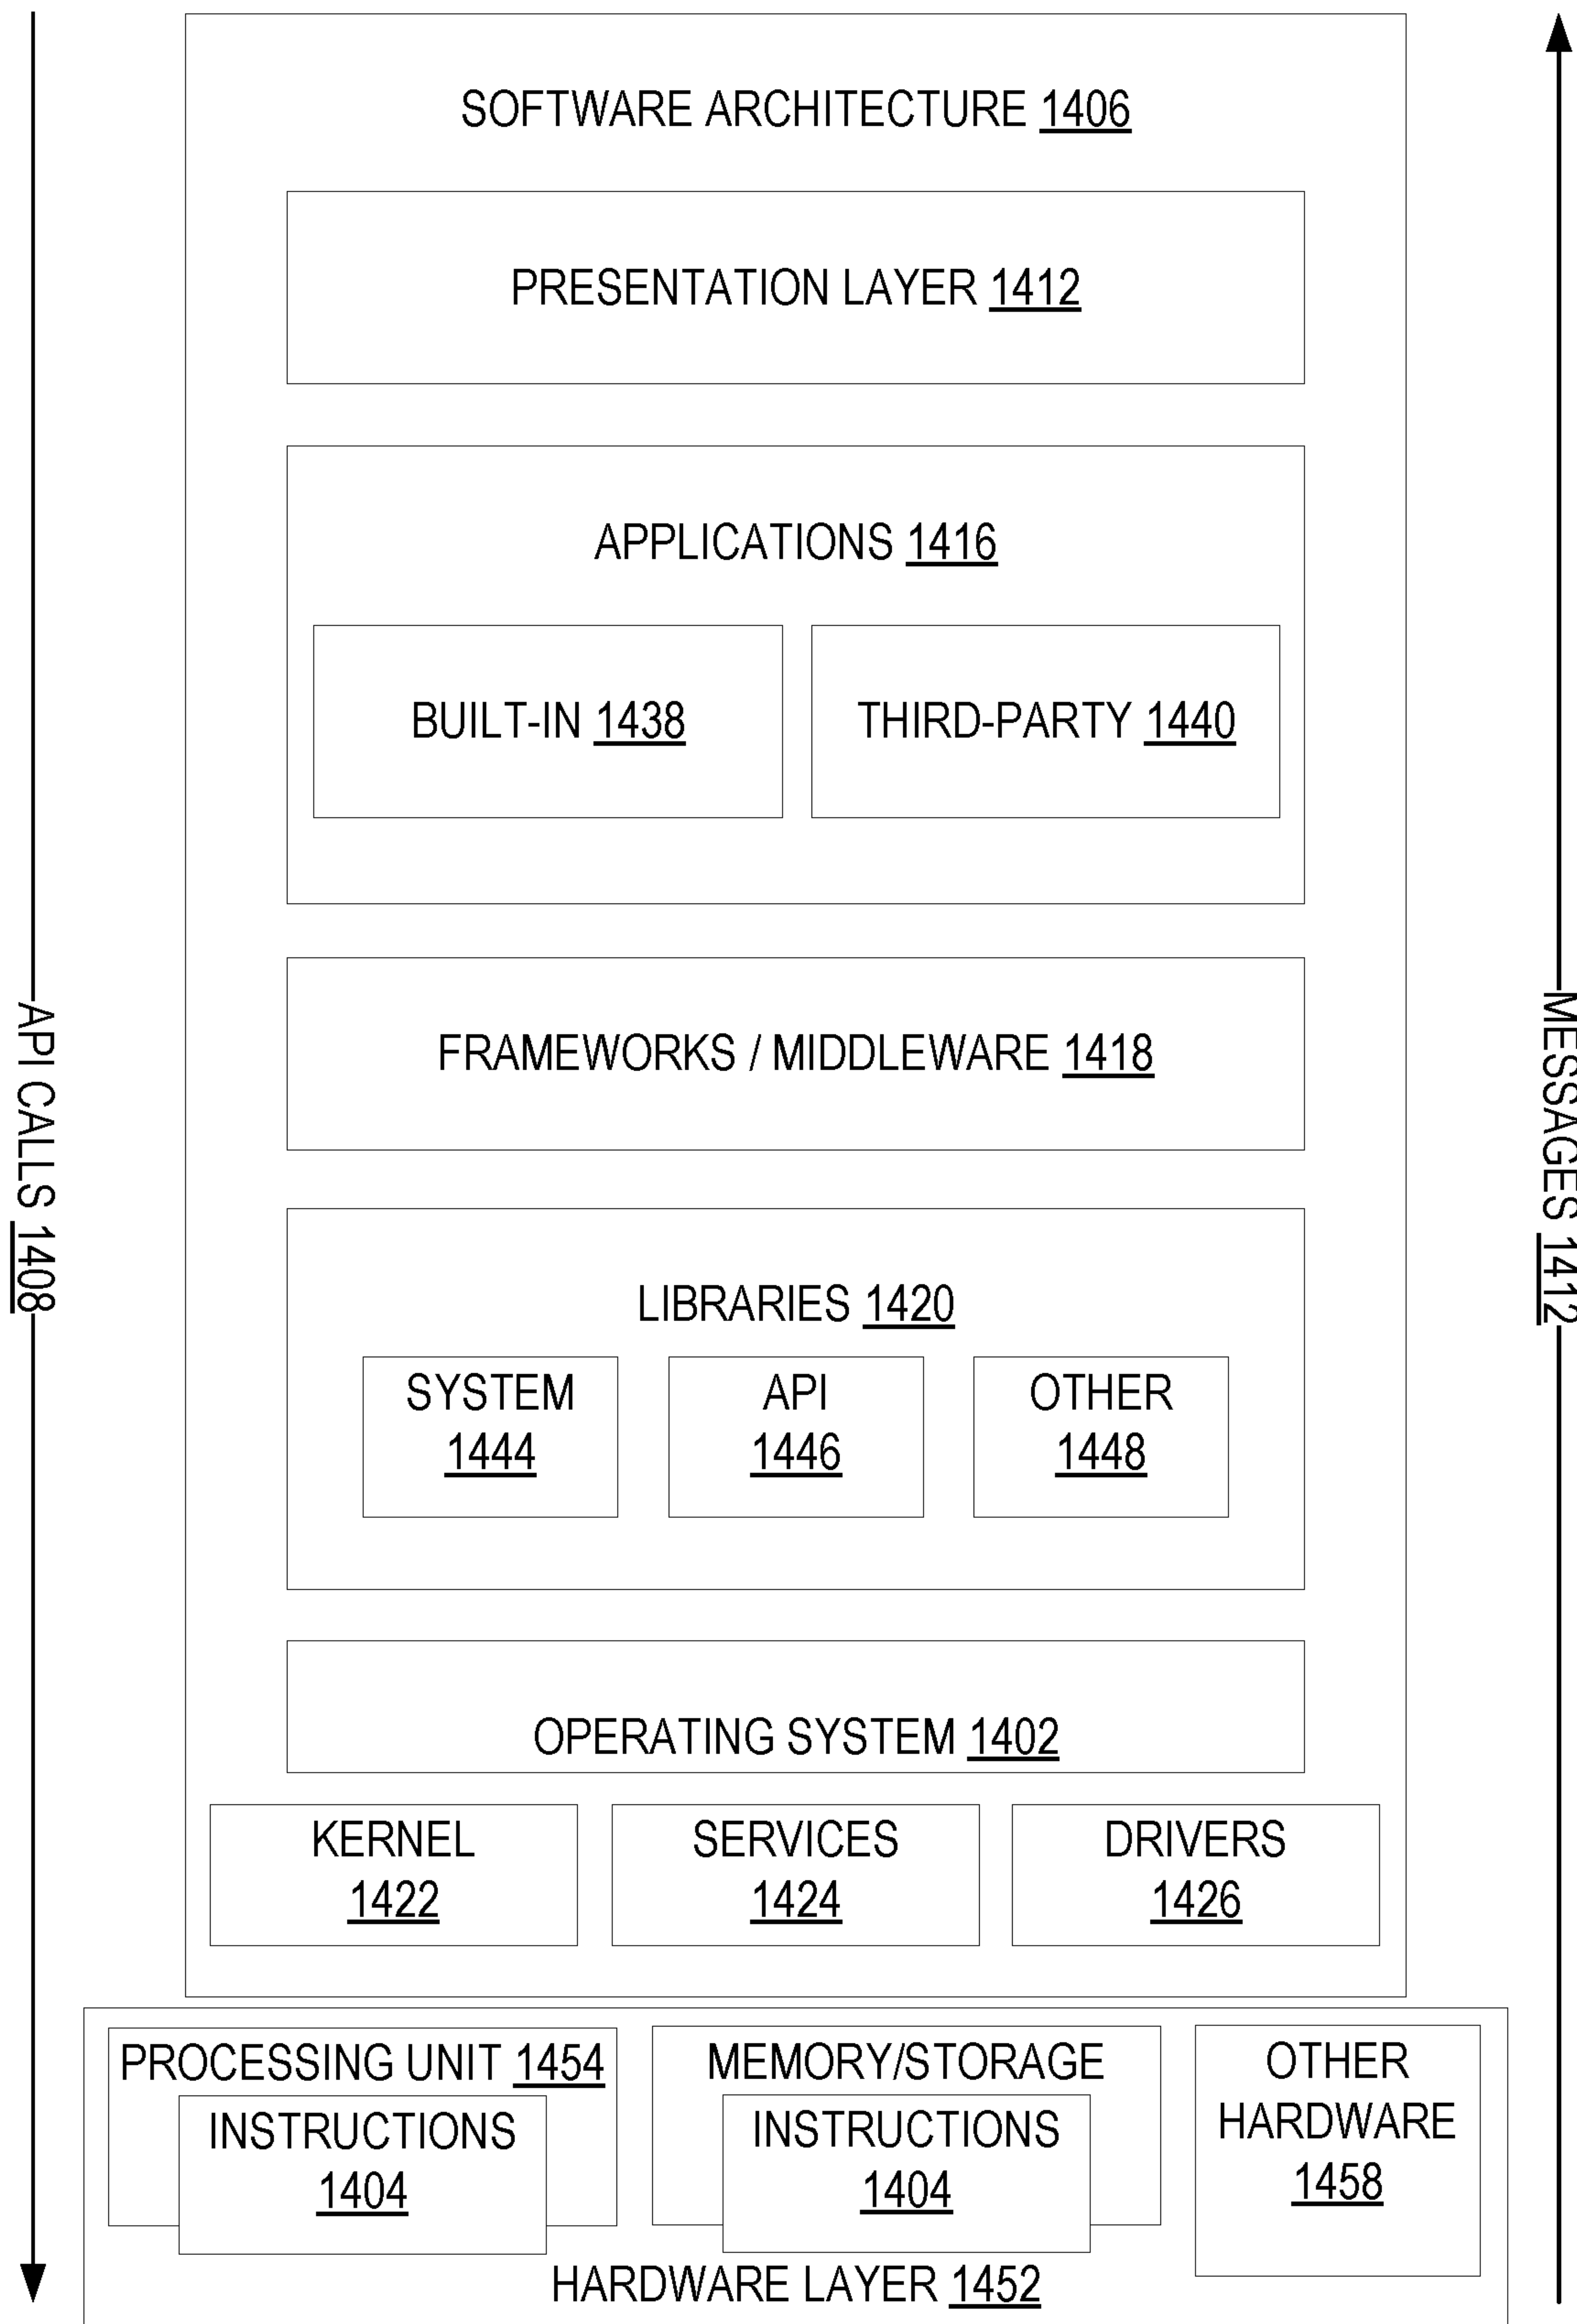 SOFTWARE ARCHITECTURE 1406
PRESENTATION LAYER 1412
APPLICATIONS 1416
BUILT-IN 1438
THIRD-PARTY 1440
FRAMEWORKS / MIDDLEWARE 1418
API CALLS 1408
MESSAGES 1412
LIBRARIES 1420
SYSTEM
1444
API
1446
OTHER
1448
OPERATING SYSTEM 1402
KERNEL
1422
SERVICES
1424
DRIVERS
1426
PROCESSING UNIT 1454
INSTRUCTIONS
1404
MEMORY/STORAGE
INSTRUCTIONS
1404
OTHER
HARDWARE
1458
HARDWARE LAYER 1452